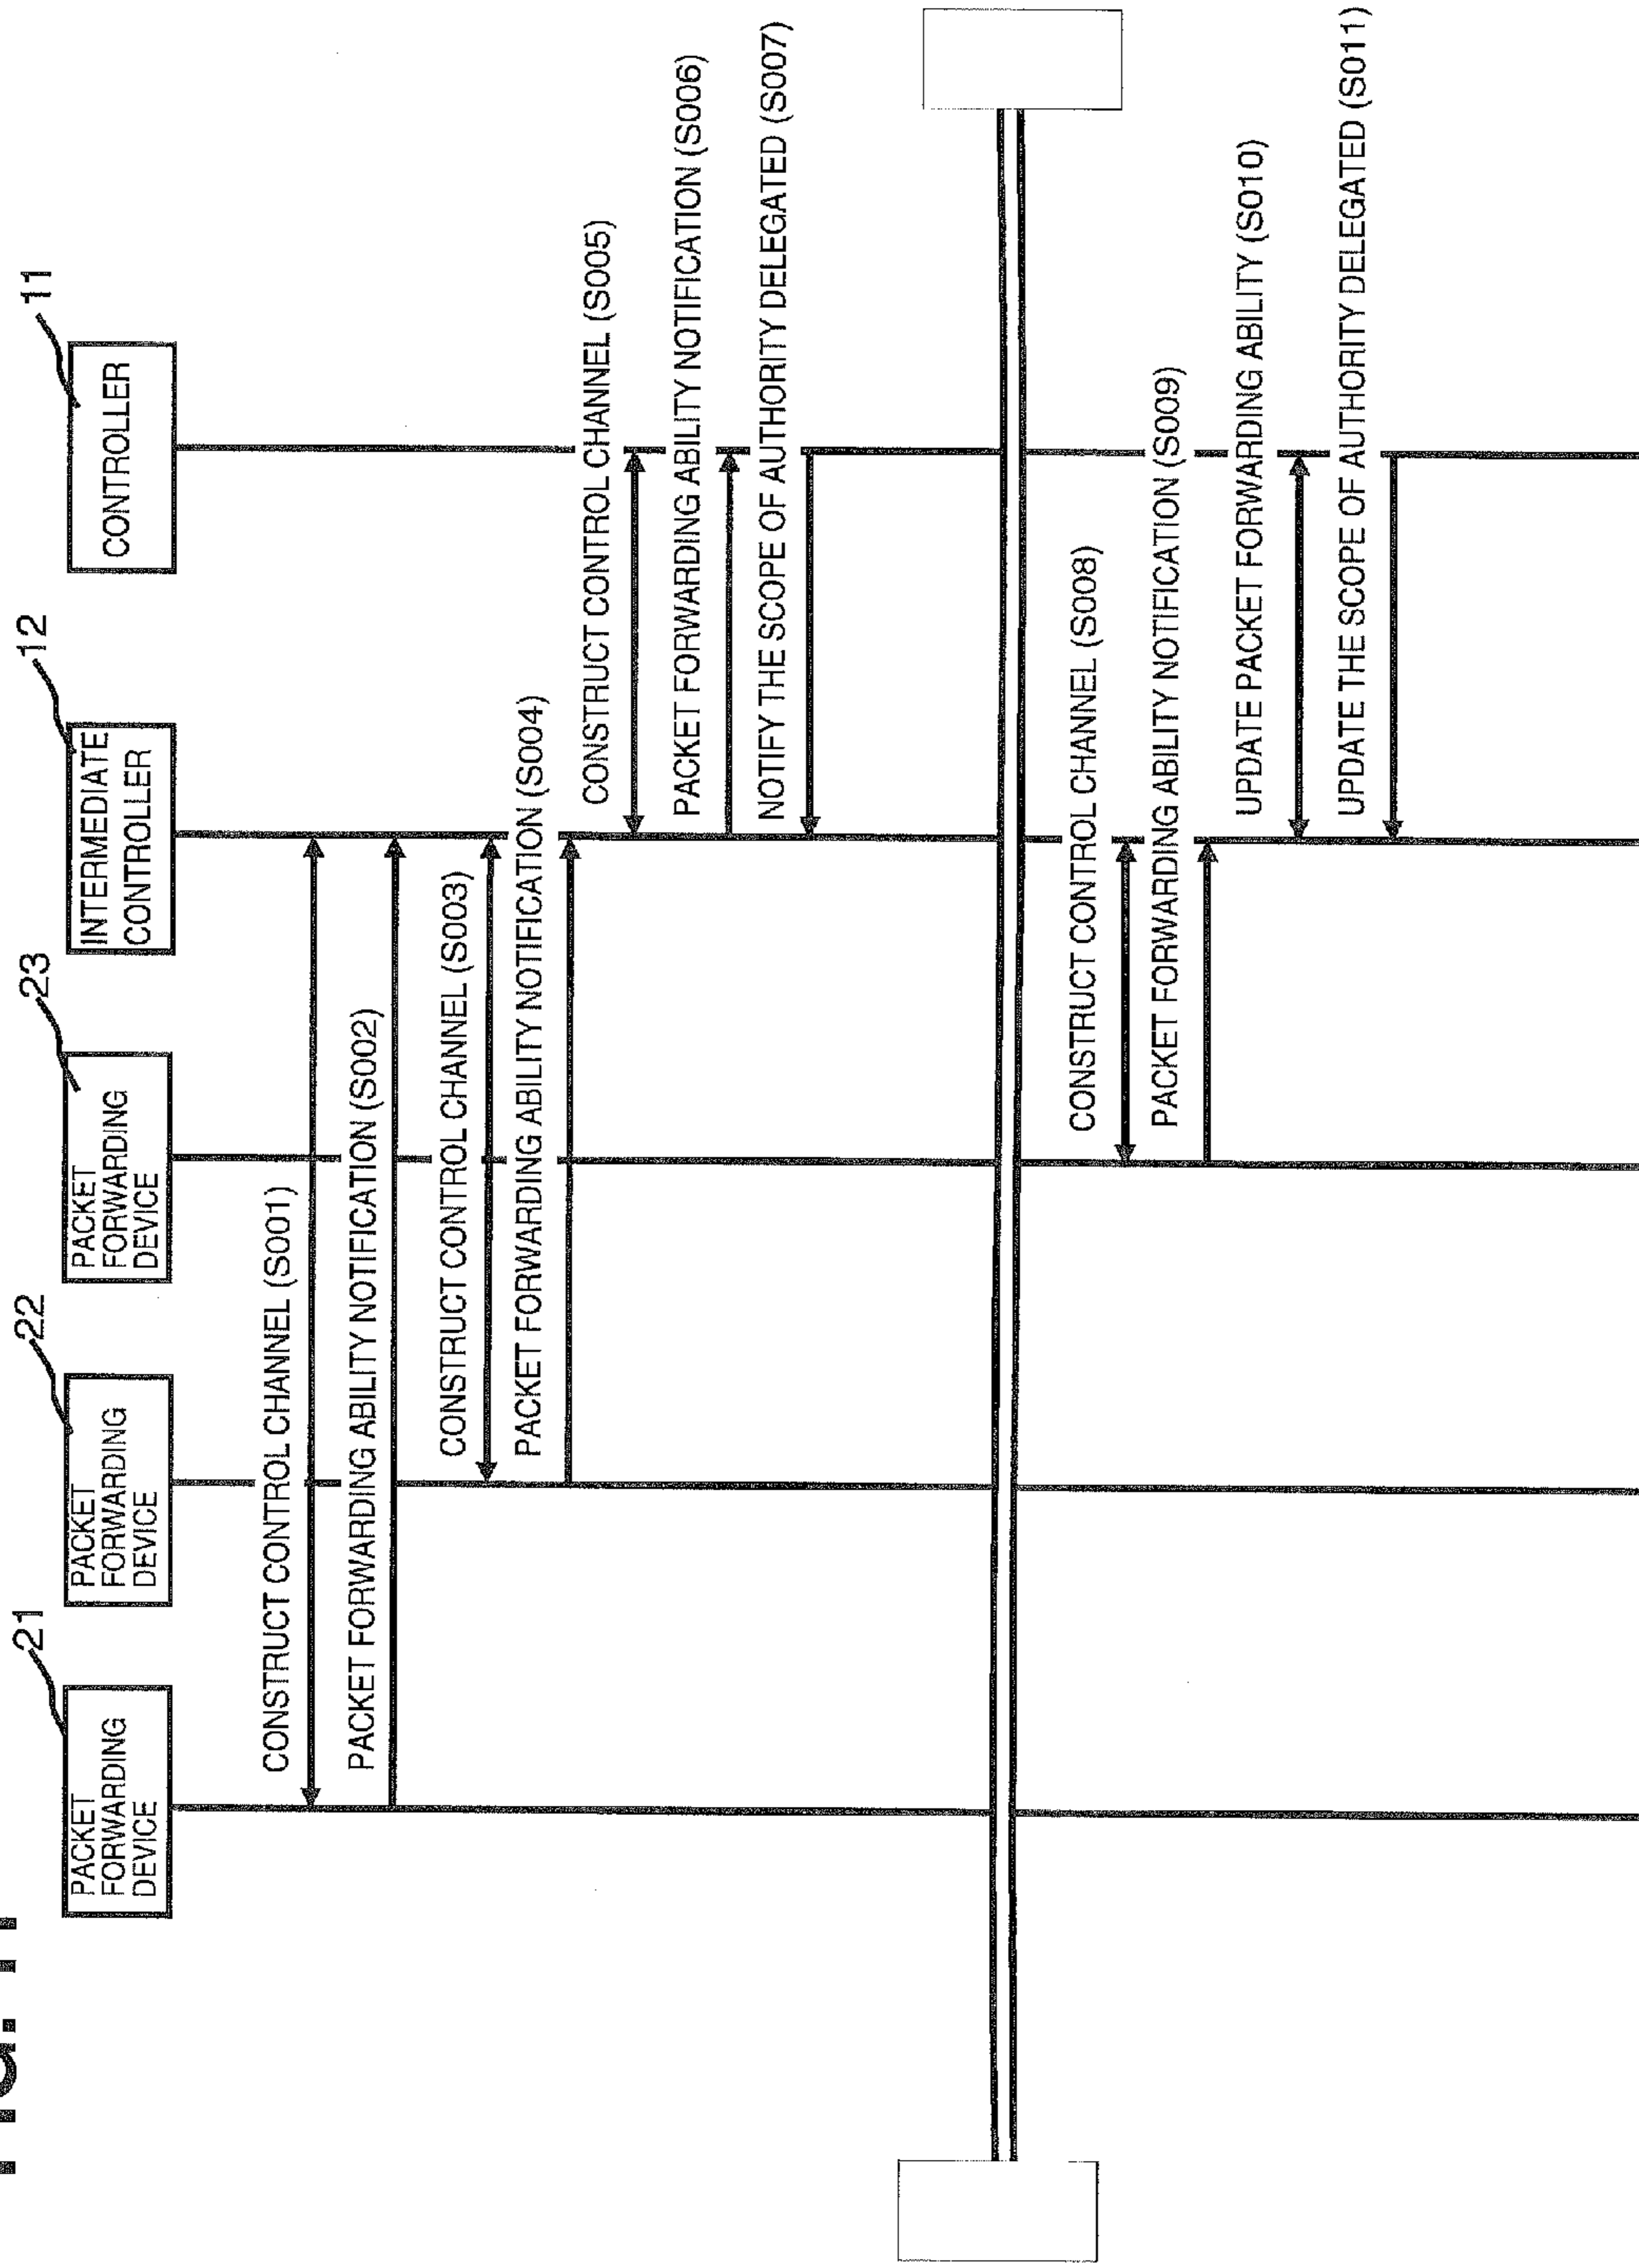 PACKET
FORWARDING
DEVICE
21
PACKET
FORWARDING
DEVICE
22
PACKET
FORWARDING
DEVICE
23
INTERMEDIATE
CONTROLLER
12
CONTROLLER
11
CONSTRUCT CONTROL CHANNEL (S001)
PACKET FORWARDING ABILITY NOTIFICATION (S002)
CONSTRUCT CONTROL CHANNEL (S003)
PACKET FORWARDING ABILITY NOTIFICATION (S004)
CONSTRUCT CONTROL CHANNEL (S005)
PACKET FORWARDING ABILITY NOTIFICATION (S006)
NOTIFY THE SCOPE OF AUTHORITY DELEGATED (S007)
CONSTRUCT CONTROL CHANNEL (S008)
PACKET FORWARDING ABILITY NOTIFICATION (S009)
UPDATE PACKET FORWARDING ABILITY (S010)
UPDATE THE SCOPE OF AUTHORITY DELEGATED (S011)